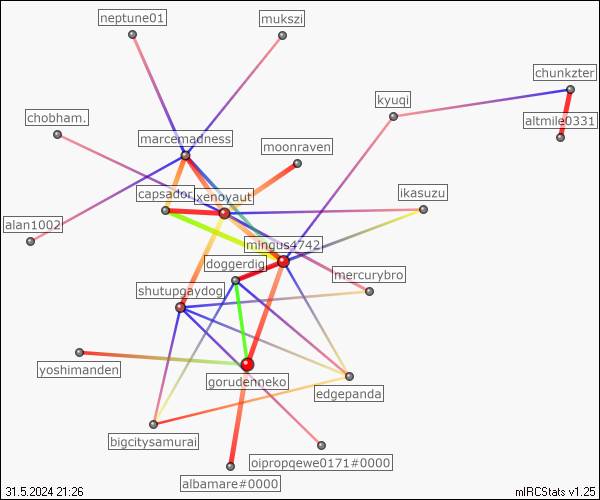 neptune01
mukszi
chunkzter
kyuqi
chobham.
altmile0331
marcemadness
moonraven
capsadol
xenoyaut
ikasuzu
alan1002
mingus4742
doggerdig
mercurybro
shutupgaydog
yoshimanden
gorudenneko
edgepanda
bigcitysamurai
oipropqewe0171#0000
albamare#0000
31.5.2024 21:26
mIRCStats v1.25